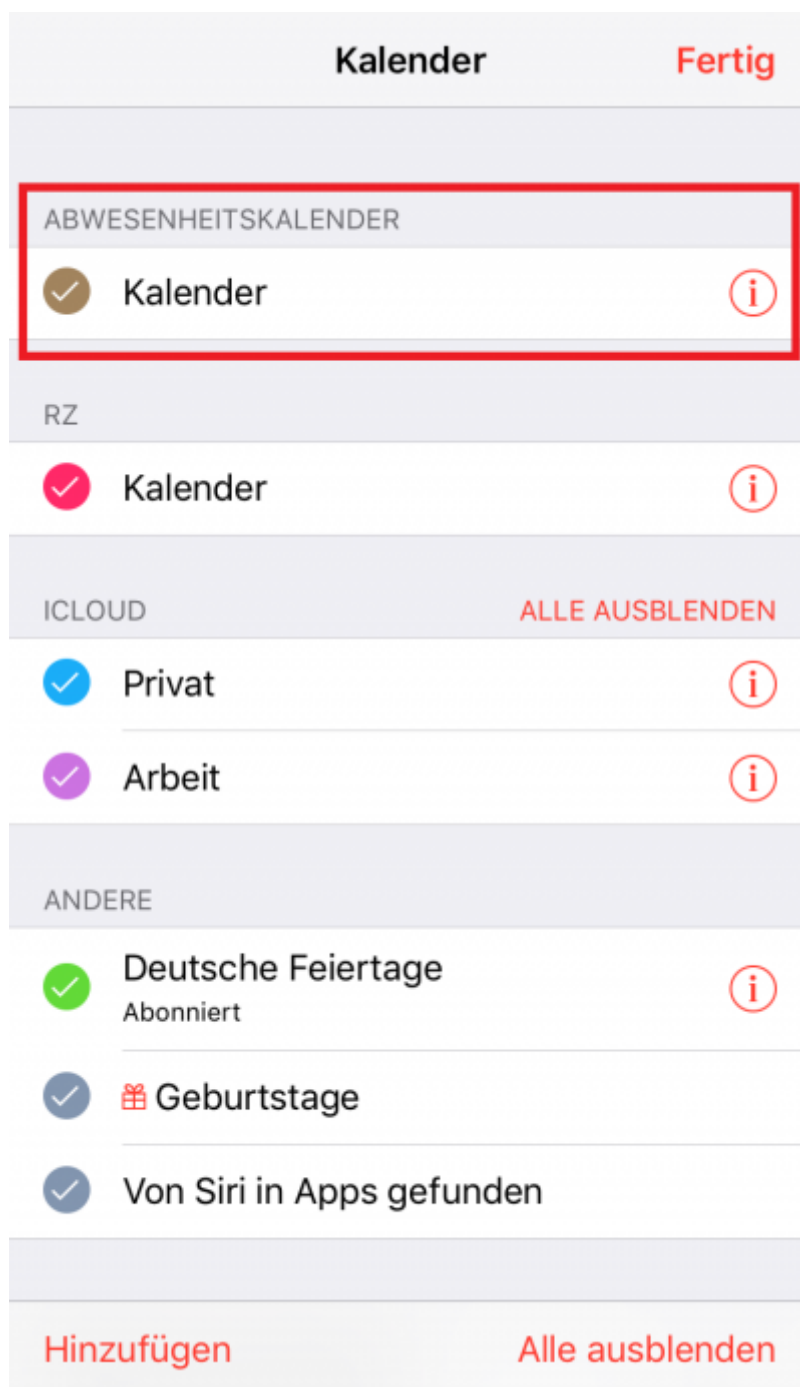 Kalender Fertig
ABWESENHEITSKALENDER
Kalender
RZ
Kalender
ICLOUD ALLE AUSBLENDEN
Privat
Arbeit
ANDERE
Deutsche Feiertage
Abonniert
Geburtstage
Von Siri in Apps gefunden
Hinzufügen Alle ausblenden